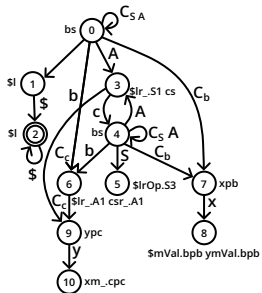 C_S A
bs 0
A
$l 1
3 $lr_.S1 cs
$
b
c A
C_b
$l 2
bs 4 C_S A
$
C_c b S C_b
6 $lr_.A1 csr_.A1
5 $lrOp.S3
7 xpb
C_c
x
9 ypc
8
y
$mVal.bpb ymVal.bpb
10 xm_.cpc